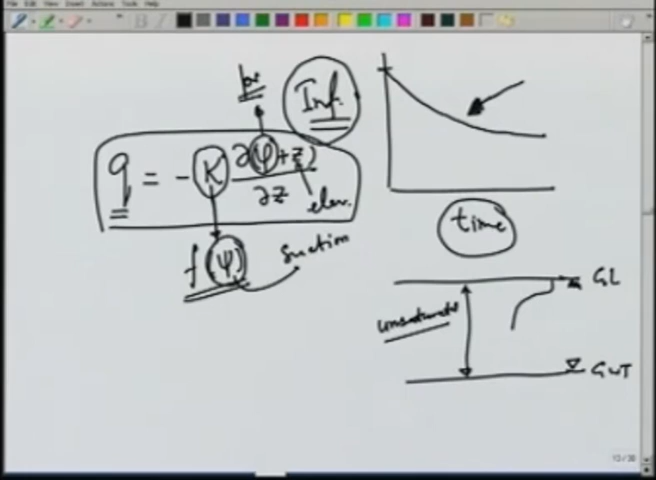 Inf.
q = - K ∂(ψ+z) / ∂z
elev.
f(ψ)
Suction
time
GL
unsaturated
GWT